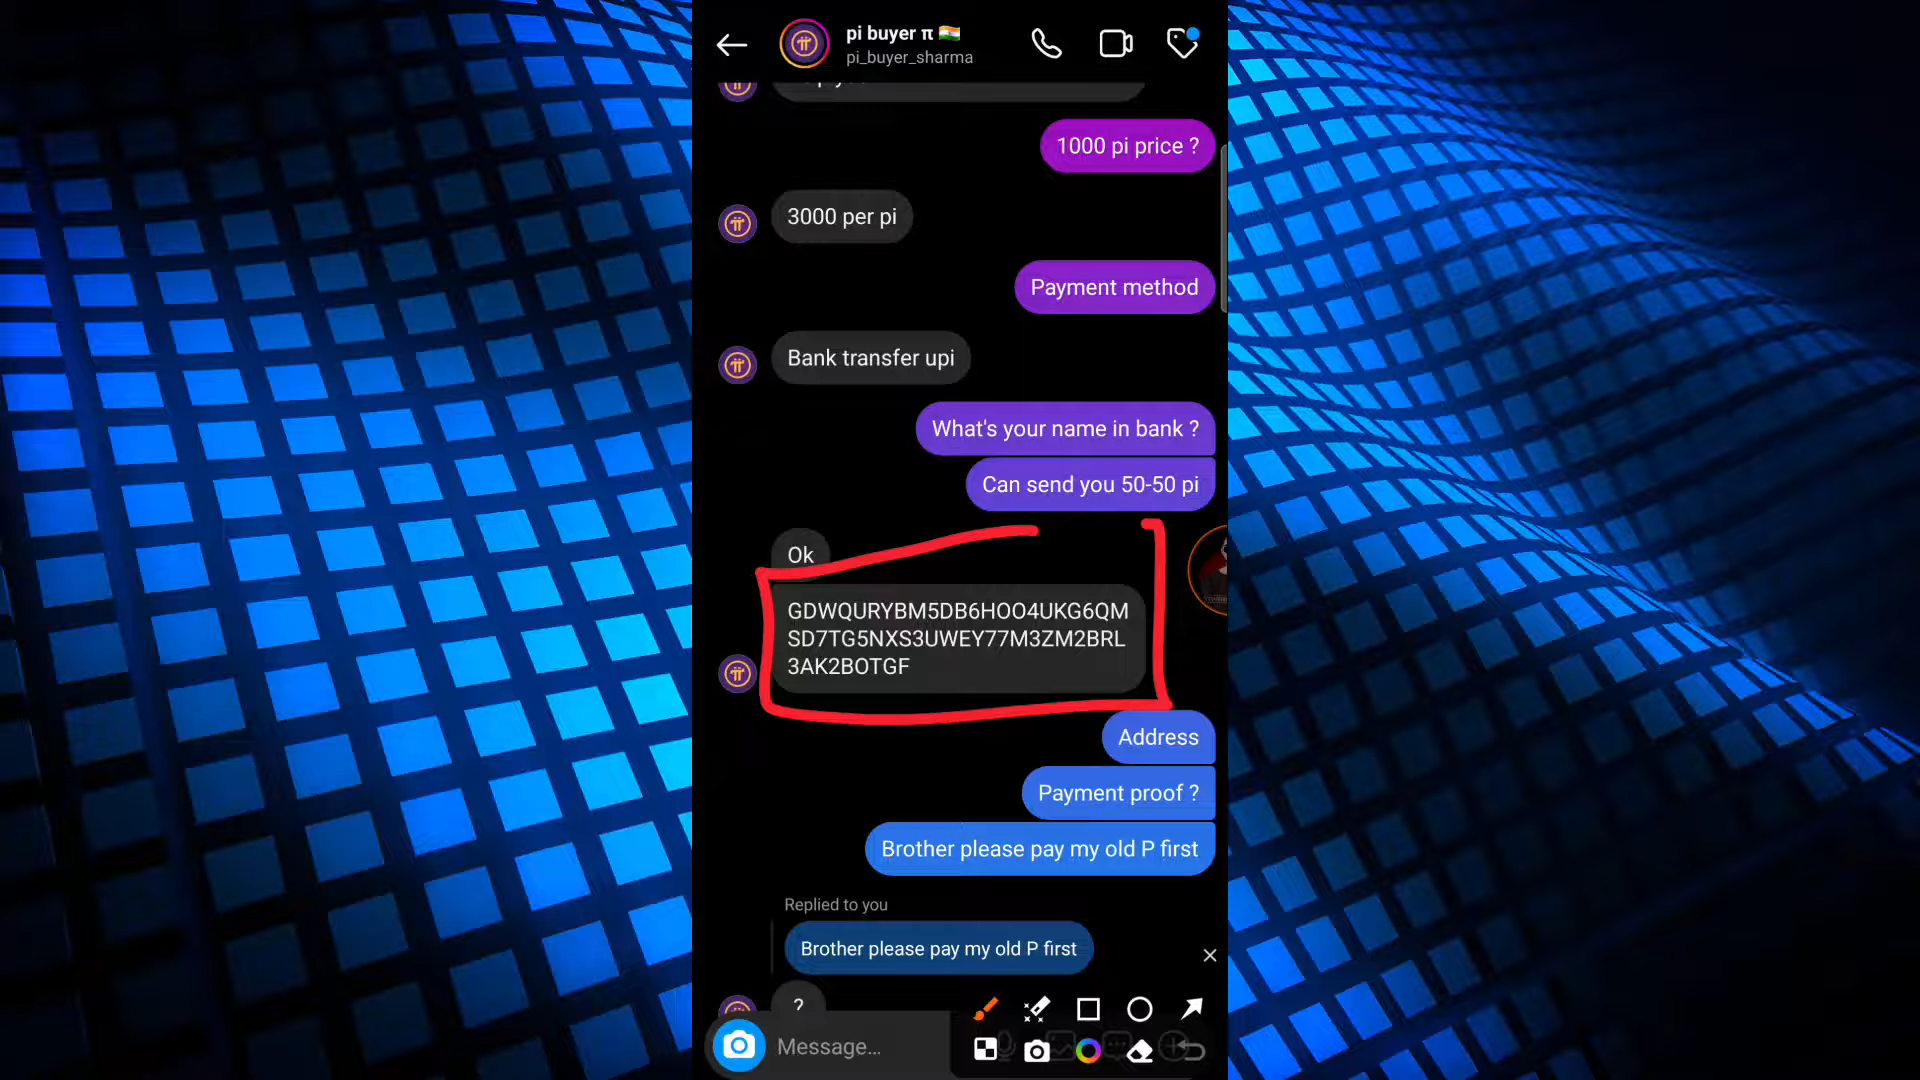 pi buyer π 🇮🇳
pi_buyer_sharma
1000 pi price ?
3000 per pi
Payment method
Bank transfer upi
What's your name in bank ?
Can send you 50-50 pi
Ok
GDWQURYBM5DB6HOO4UKG6QM
SD7TG5NXS3UWEY77M3ZM2BRL
3AK2BOTGF
Address
Payment proof ?
Brother please pay my old P first
Replied to you
Brother please pay my old P first
?
Message...